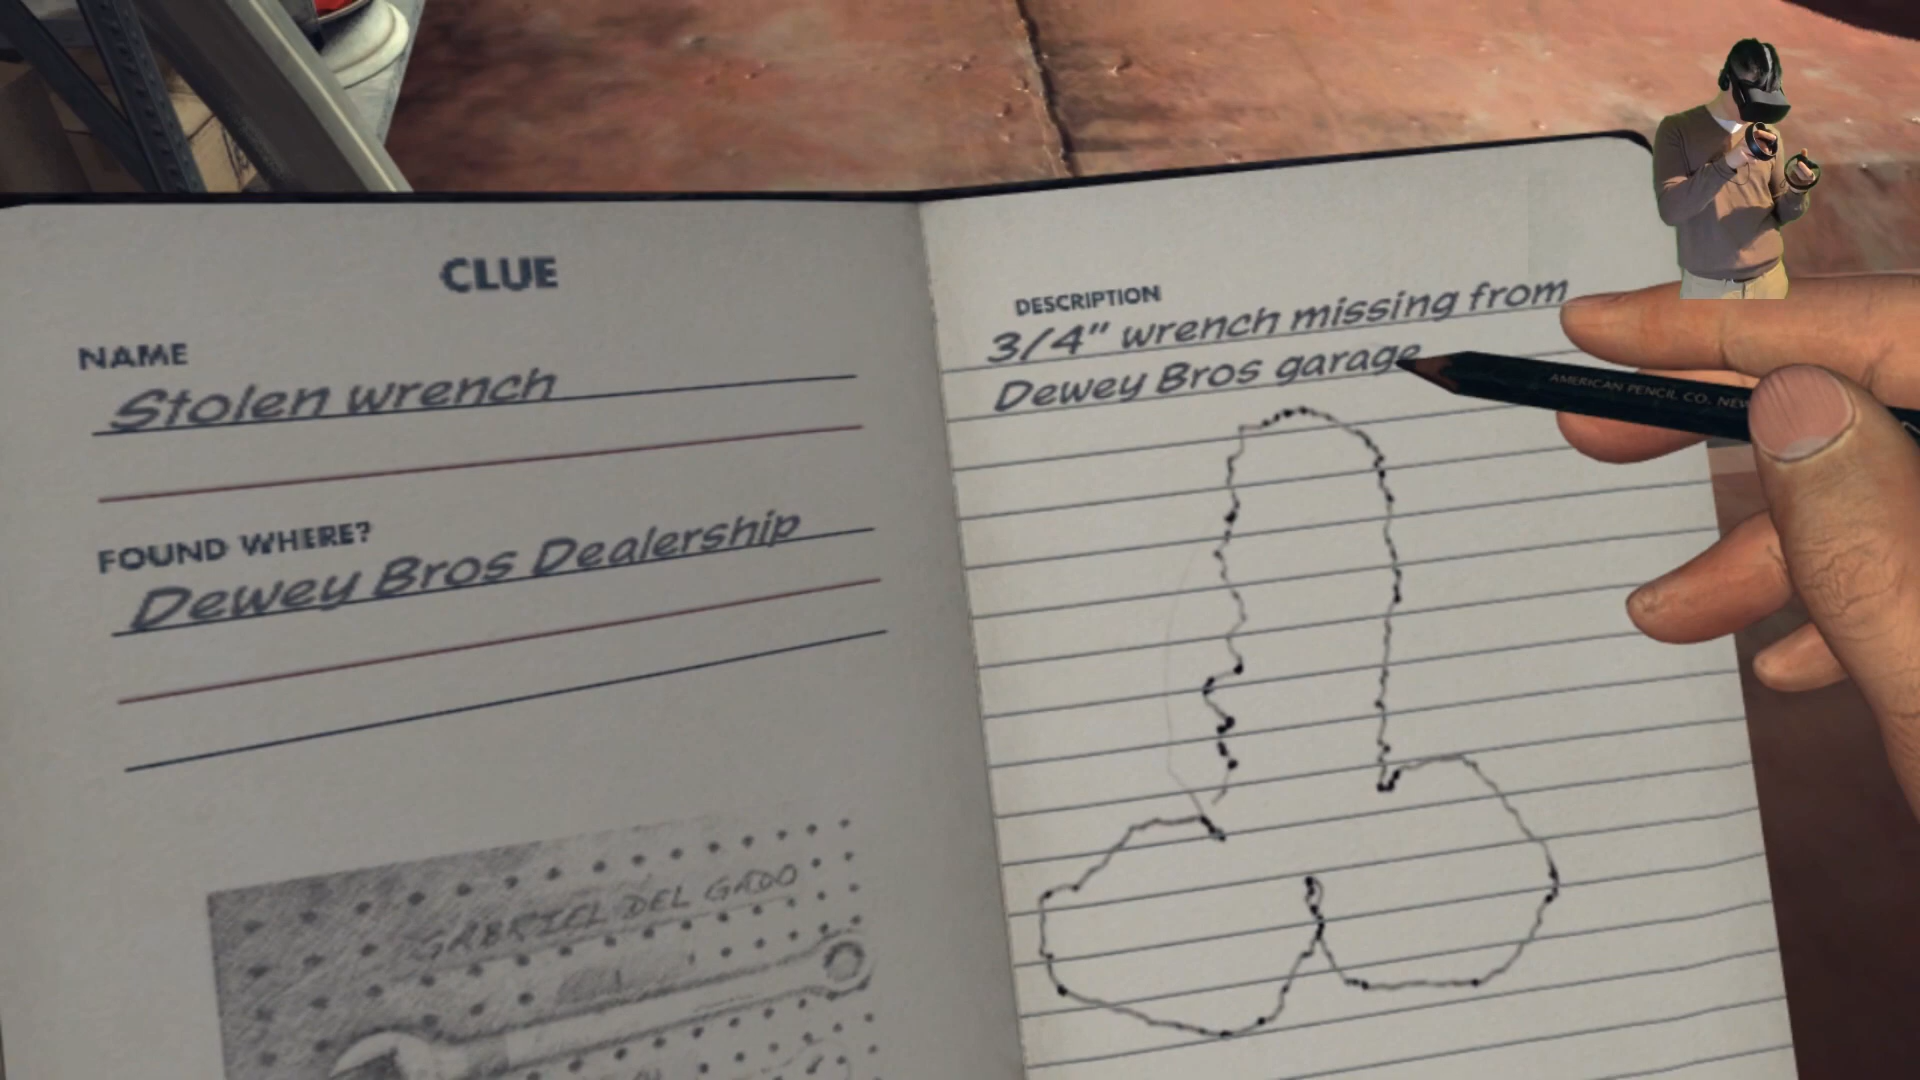 CLUE
NAME
Stolen wrench
FOUND WHERE?
Dewey Bros Dealership
GABRIEL DEL GADO
DESCRIPTION
3/4" wrench missing from
Dewey Bros garage
AMERICAN PENCIL CO. NEW